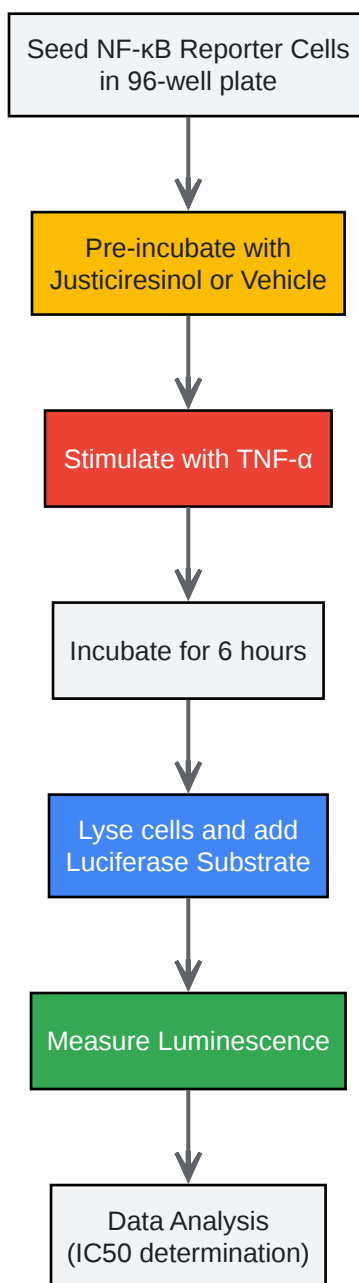 Seed NF-κB Reporter Cells
in 96-well plate
Pre-incubate with
Justiciresinol or Vehicle
Stimulate with TNF-α
Incubate for 6 hours
Lyse cells and add
Luciferase Substrate
Measure Luminescence
Data Analysis
(IC50 determination)